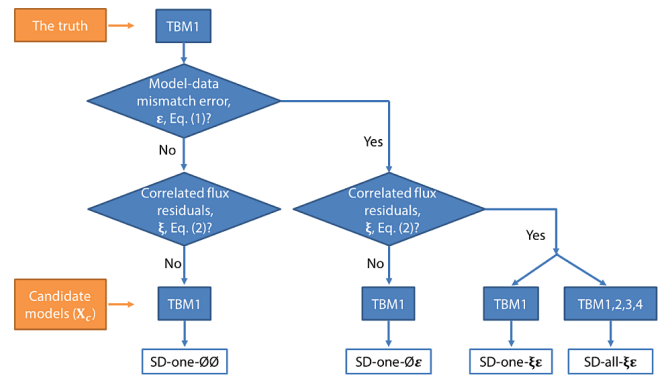 The truth
TBM1
Model-data
mismatch error,
ε, Eq. (1)?
No
Yes
Correlated flux
residuals,
ξ, Eq. (2)?
Correlated flux
residuals,
ξ, Eq. (2)?
No
No
Yes
Candidate
models (X𝑐)
TBM1
TBM1
TBM1
TBM1,2,3,4
SD-one-ØØ
SD-one-Øε
SD-one-ξε
SD-all-ξε